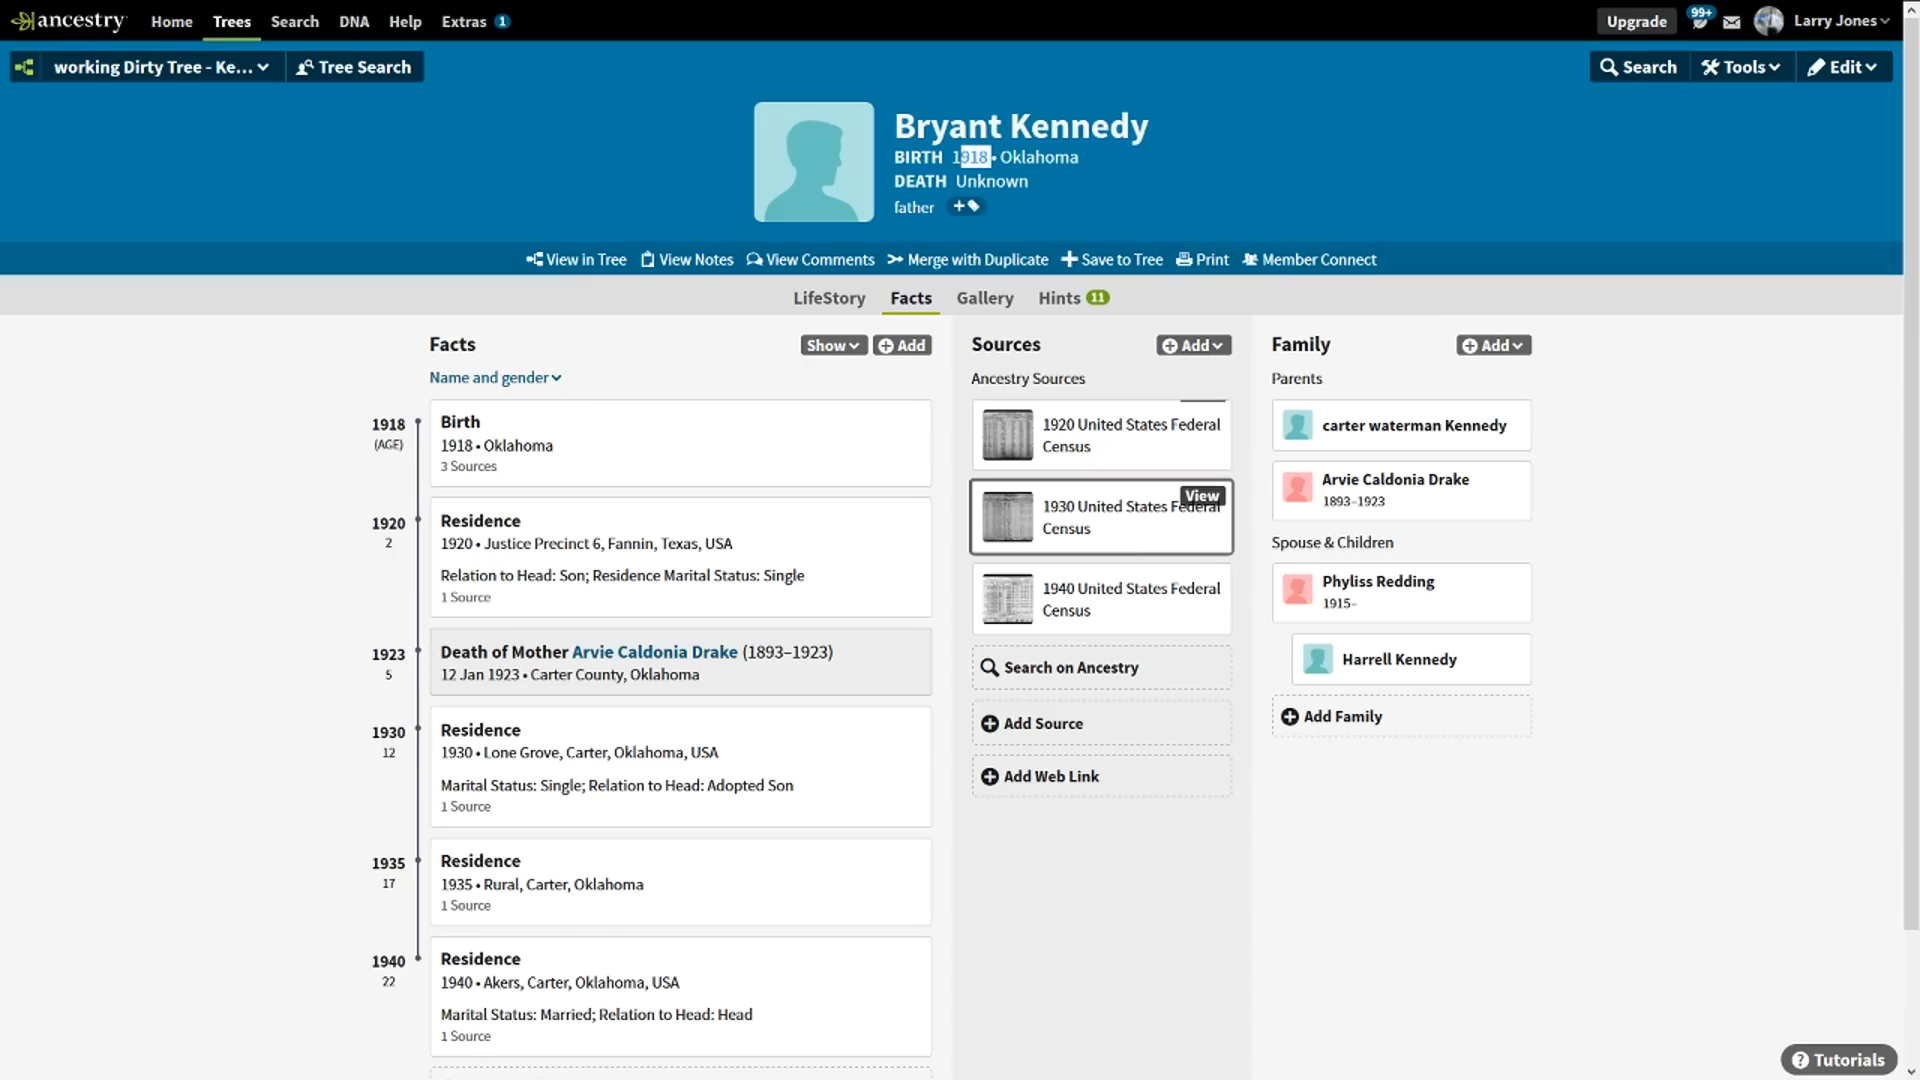 ancestry
Home
Trees
Search
DNA
Help
Extras 1
Upgrade
99+
Larry Jones
working Dirty Tree - Ke...
Tree Search
Search
Tools
Edit
Bryant Kennedy
BIRTH 1918 • Oklahoma
DEATH Unknown
father
View in Tree
View Notes
View Comments
Merge with Duplicate
Save to Tree
Print
Member Connect
LifeStory
Facts
Gallery
Hints 11
Facts
Show
Add
Name and gender
1918
(AGE)
Birth
1918 • Oklahoma
3 Sources
1920
2
Residence
1920 • Justice Precinct 6, Fannin, Texas, USA
Relation to Head: Son; Residence Marital Status: Single
1 Source
1923
5
Death of Mother Arvie Caldonia Drake (1893–1923)
12 Jan 1923 • Carter County, Oklahoma
1930
12
Residence
1930 • Lone Grove, Carter, Oklahoma, USA
Marital Status: Single; Relation to Head: Adopted Son
1 Source
1935
17
Residence
1935 • Rural, Carter, Oklahoma
1 Source
1940
22
Residence
1940 • Akers, Carter, Oklahoma, USA
Marital Status: Married; Relation to Head: Head
1 Source
Sources
Add
Ancestry Sources
1920 United States Federal
Census
View
1930 United States Federal
Census
1940 United States Federal
Census
Search on Ancestry
Add Source
Add Web Link
Family
Add
Parents
carter waterman Kennedy
Arvie Caldonia Drake
1893–1923
Spouse & Children
Phyliss Redding
1915–
Harrell Kennedy
Add Family
Tutorials